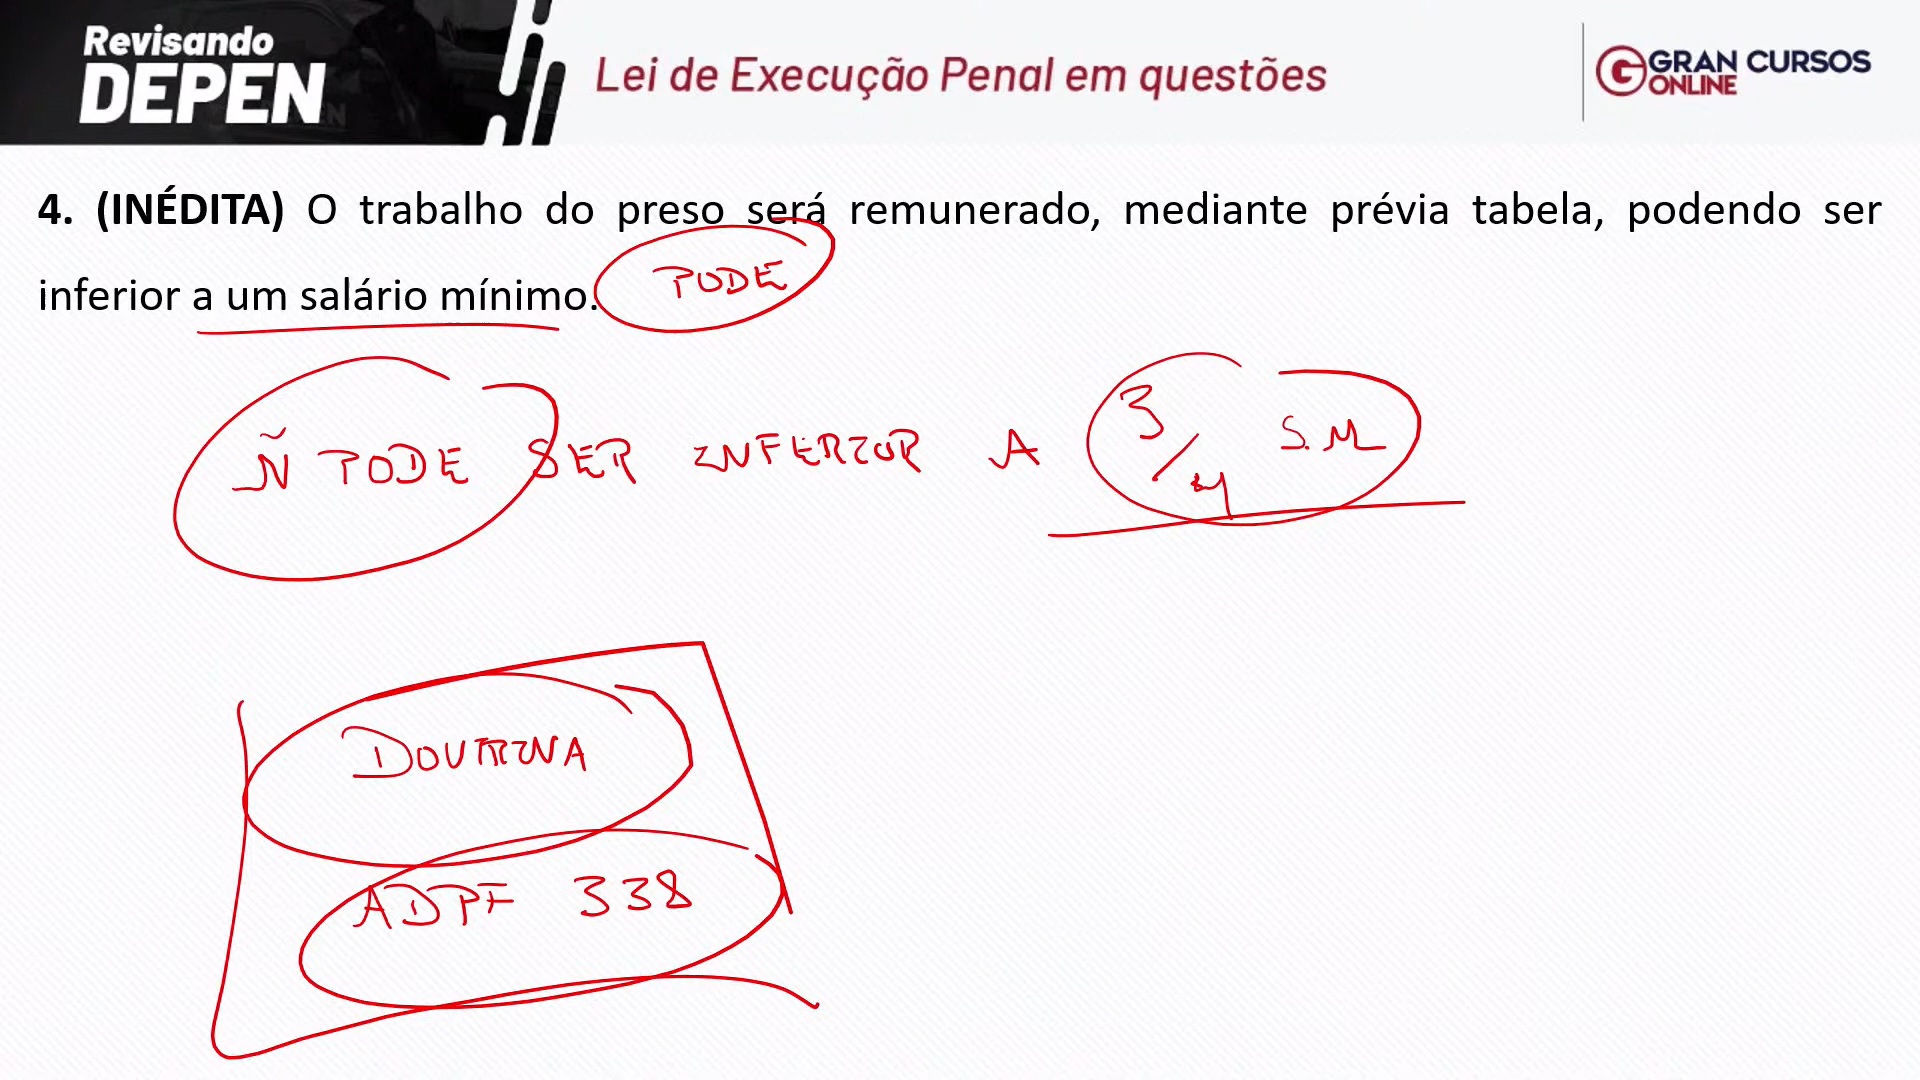 Revisando
DEPEN
Lei de Execução Penal em questões
GRAN CURSOS
ONLINE
4. (INÉDITA) O trabalho do preso será remunerado, mediante prévia tabela, podendo ser
inferior a um salário mínimo.
PODE
Ñ PODE SER INFERIOR A 3/4 S.M
DOUTRINA
ADPF 338